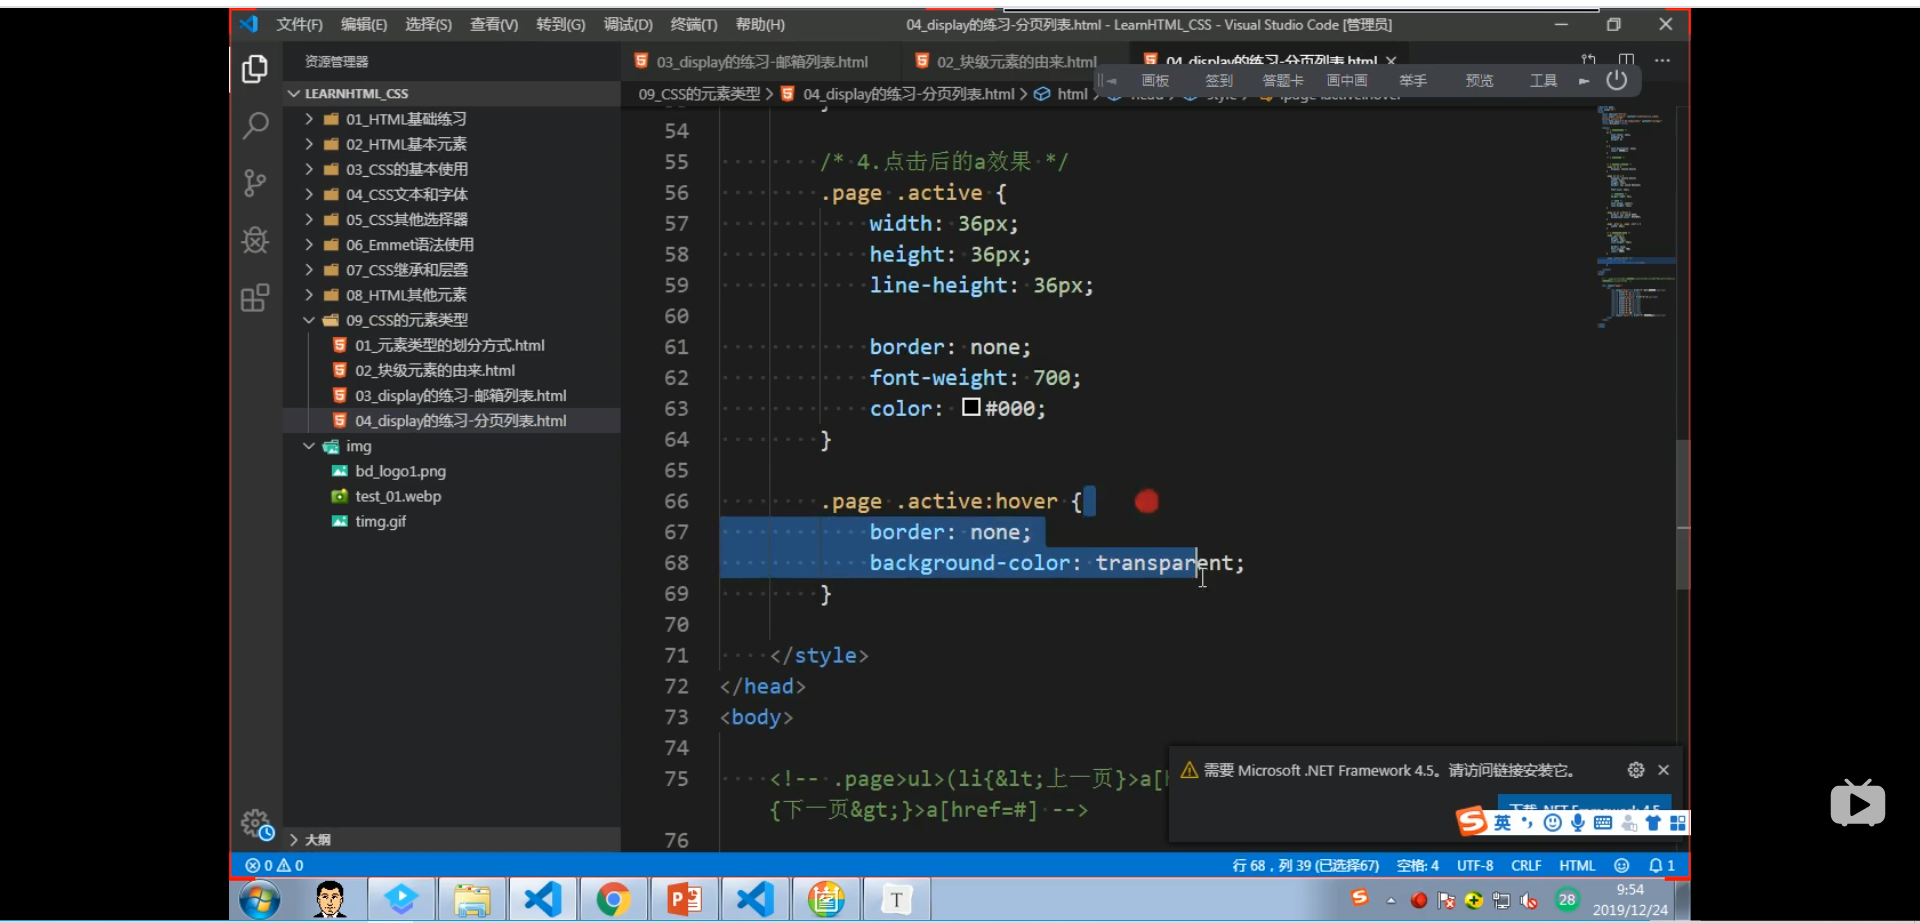 文件(F) 编辑(E) 选择(S) 查看(V) 转到(G) 调试(D) 终端(T) 帮助(H) 04_display的练习-分页列表.html - LearnHTML_CSS - Visual Studio Code [管理员]
资源管理器
03_display的练习-邮箱列表.html 02_块级元素的由来.html 04_display的练习-分页列表.html
画板 签到 答题卡 画中画 举手 预览 工具
LEARNHTML_CSS
09_CSS的元素类型 > 04_display的练习-分页列表.html > html
01_HTML基础练习
02_HTML基本元素
03_CSS的基本使用
04_CSS文本和字体
05_CSS其他选择器
06_Emmet语法使用
07_CSS继承和层叠
08_HTML其他元素
09_CSS的元素类型
01_元素类型的划分方式.html
02_块级元素的由来.html
03_display的练习-邮箱列表.html
04_display的练习-分页列表.html
img
bd_logo1.png
test_01.webp
timg.gif
大纲
54
55 /* 4.点击后的a效果 */
56 .page .active {
57 width: 36px;
58 height: 36px;
59 line-height: 36px;
60
61 border: none;
62 font-weight: 700;
63 color: #000;
64 }
65
66 .page .active:hover {
67 border: none;
68 background-color: transparent;
69 }
70
71 </style>
72 </head>
73 <body>
74
75 <!-- .page>ul>(li{&lt;上一页}>a[
{下一页&gt;}>a[href=#] -->
76
需要 Microsoft .NET Framework 4.5。请访问链接安装它。
下载 .NET Framework 4.5
英
0 0 行 68，列 39 (已选择67) 空格: 4 UTF-8 CRLF HTML 1
T 28 9:54
2019/12/24